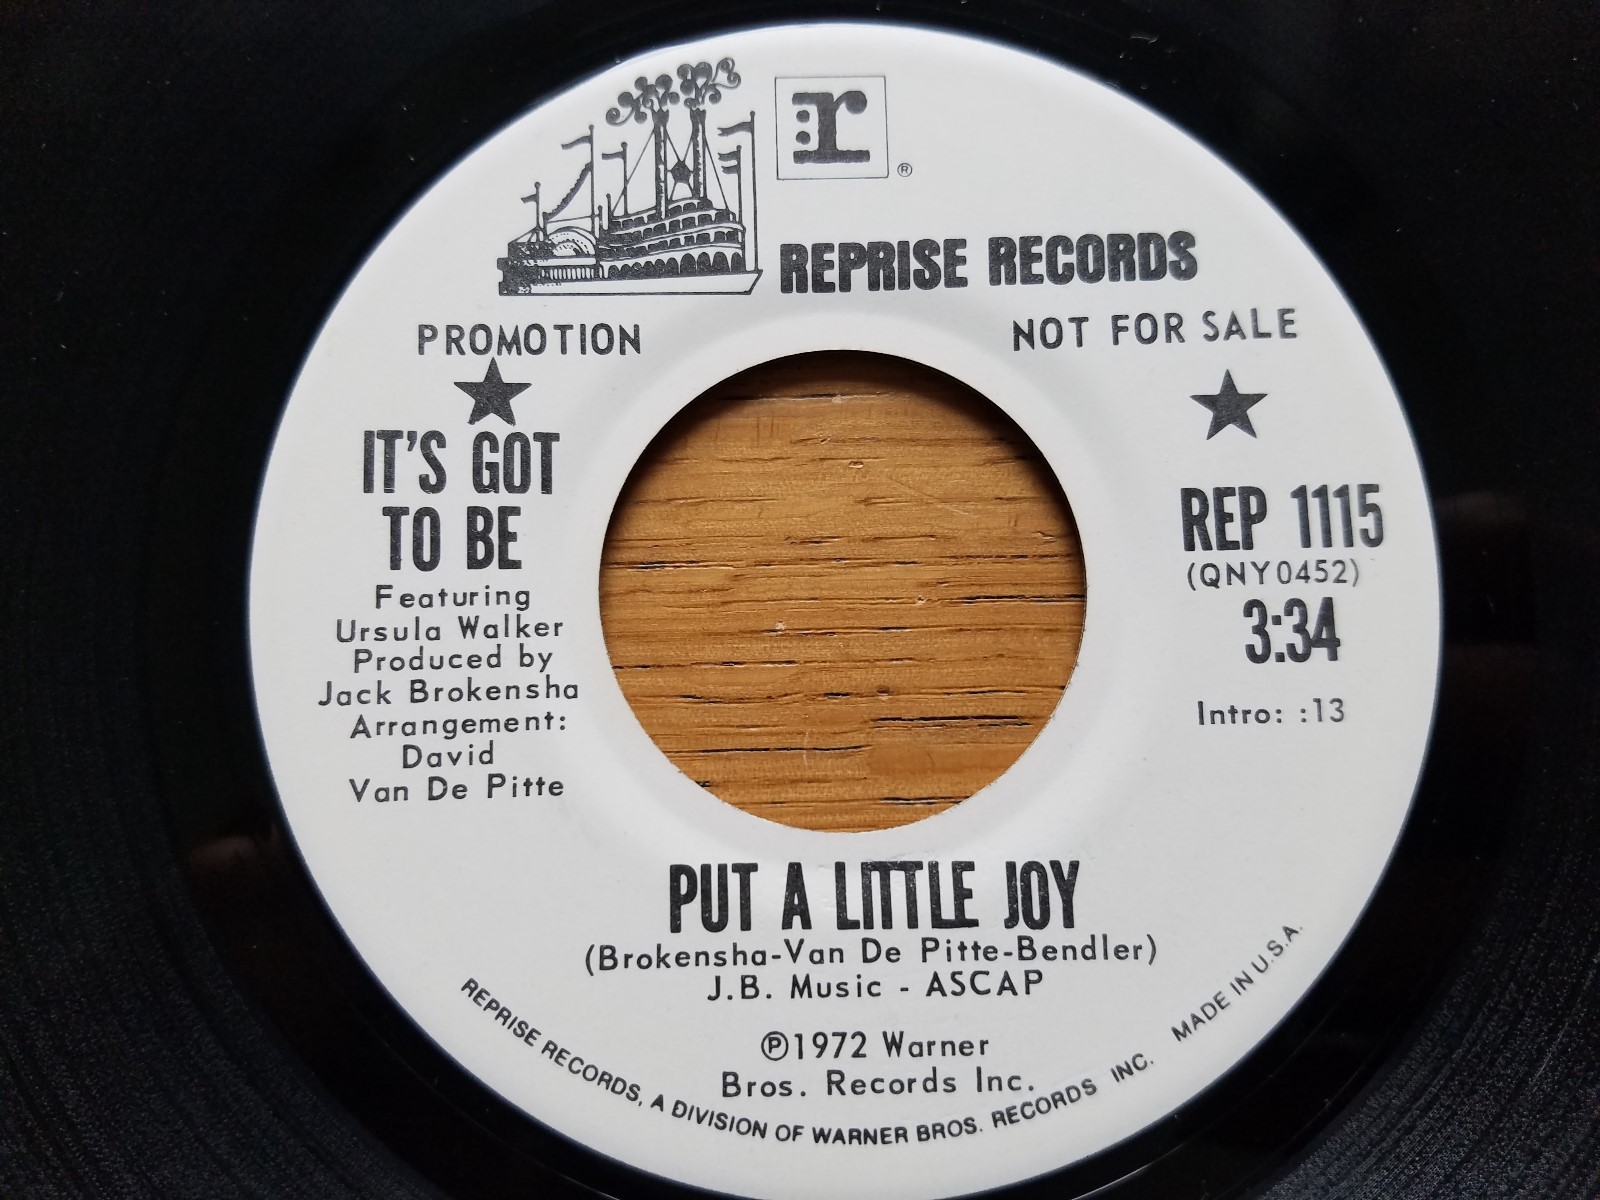 r
®
REPRISE RECORDS
PROMOTION
NOT FOR SALE
IT'S GOT
TO BE
Featuring
Ursula Walker
Produced by
Jack Brokensha
Arrangement:
David
Van De Pitte
REP 1115
(QNY0452)
3:34
Intro: :13
PUT A LITTLE JOY
(Brokensha-Van De Pitte-Bendler)
J.B. Music - ASCAP
℗1972 Warner
Bros. Records Inc.
REPRISE RECORDS, A DIVISION OF WARNER BROS. RECORDS INC. MADE IN U.S.A.